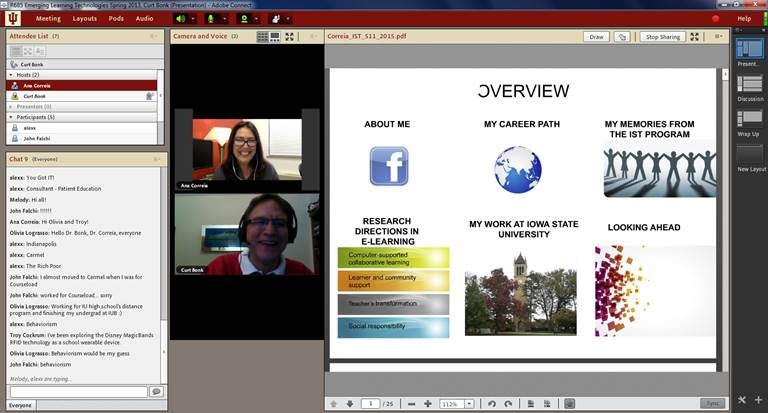 R685 Emerging Learning Technologies Spring 2013, Curt Bonk (Presentation) - Adobe Connect
Meeting Layouts Pods Audio
Help
Attendee List (7)
Curt Bonk
Hosts (2)
Ana Correia
Curt Bonk
Presenters (0)
Participants (5)
alexx
John Falchi
Chat 9 (Everyone)
alexx: You Got IT!
alexx: Consultant - Patient Education
Melody: Hi all!
John Falchi: !!!!!!
Ana Correia: Hi Olivia and Troy!
Olivia Lograsso: Hello Dr. Bonk, Dr. Correia, everyone
alexx: Indianapolis
alexx: Carmel
alexx: The Rich Poor
John Falchi: I almost moved to Carmel when I was for
Courseload
John Falchi: worked for Courseload... sorry
Olivia Lograsso: Working for IU high school's distance
program and finishing my undergrad at IUB :)
alexx: Behaviorism
Troy Cockrum: I've been exploring the Disney MagicBands
RFID technology as a school wearable device.
Olivia Lograsso: Behaviorism would be my guess
John Falchi: behaviorism
Melody, alexx are typing...
Everyone
Camera and Voice (2)
Ana Correia
Curt Bonk
Correia_IST_511_2015.pdf
Draw
Stop Sharing
OVERVIEW
ABOUT ME
MY CAREER PATH
MY MEMORIES FROM
THE IST PROGRAM
RESEARCH
DIRECTIONS IN
E-LEARNING
Computer-supported
collaborative learning
Learner and community
support
Teacher's transformation
Social responsibility
MY WORK AT IOWA STATE
UNIVERSITY
LOOKING AHEAD
1 / 25
112%
Sync
Present...
Discussion
Wrap Up
New Layout